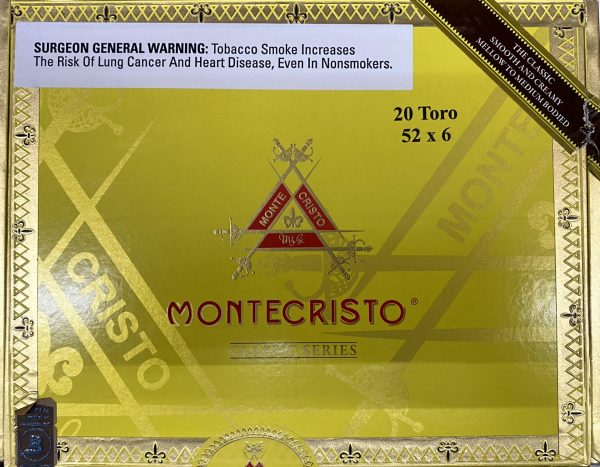 SURGEON GENERAL WARNING: Tobacco Smoke Increases
The Risk Of Lung Cancer And Heart Disease, Even In Nonsmokers.
THE CLASSIC
SMOOTH AND CREAMY
MELLOW TO MEDIUM BODIED
20 Toro
52 x 6
MONTE CRISTO
M&G.
MONTECRISTO®
SERIES
MONTE
CRISTO